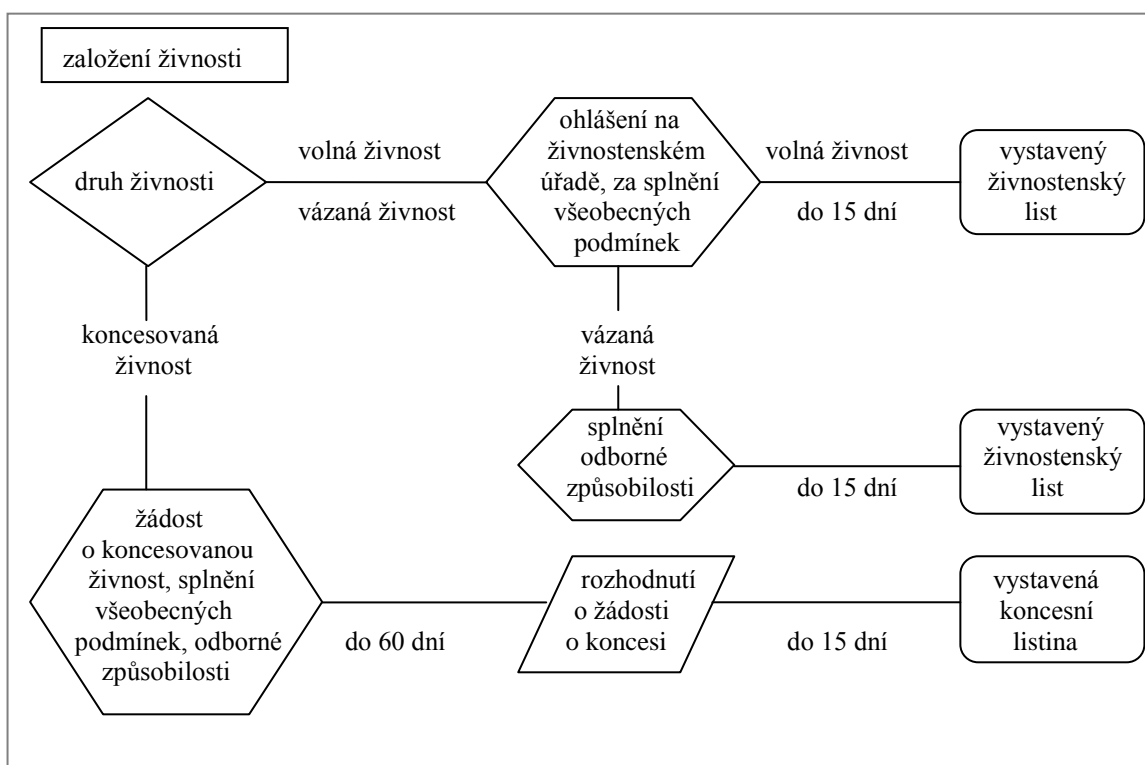 založení živnosti
druh živnosti
volná živnost
vázaná živnost
ohlášení na
živnostenském
úřadě, za splnění
všeobecných
podmínek
volná živnost
do 15 dní
vystavený
živnostenský
list
koncesovaná
živnost
vázaná
živnost
splnění
odborné
způsobilosti
do 15 dní
vystavený
živnostenský
list
žádost
o koncesovanou
živnost, splnění
všeobecných
podmínek, odborné
způsobilosti
do 60 dní
rozhodnutí
o žádosti
o koncesi
do 15 dní
vystavená
koncesní
listina